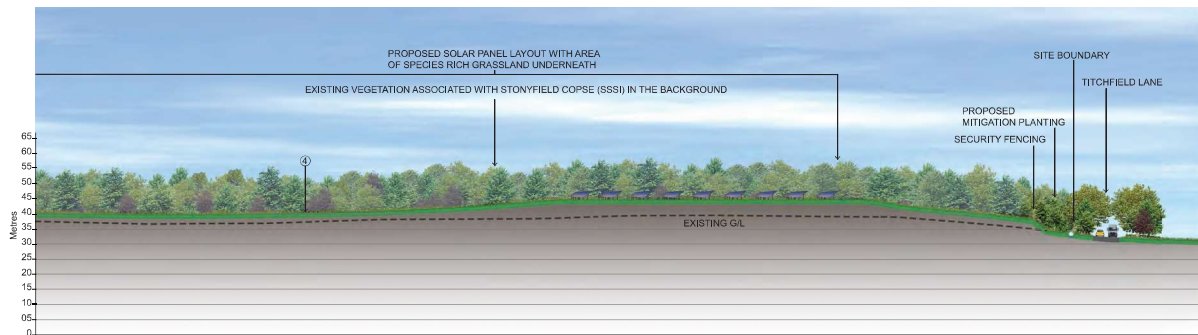 PROPOSED SOLAR PANEL LAYOUT WITH AREA
OF SPECIES RICH GRASSLAND UNDERNEATH
SITE BOUNDARY
EXISTING VEGETATION ASSOCIATED WITH STONYFIELD COPSE (SSSI) IN THE BACKGROUND
TITCHFIELD LANE
PROPOSED
MITIGATION PLANTING
SECURITY FENCING
65
60
55
50
45
40
35
30
25
20
15
10
05
0
Metres
4
EXISTING G/L